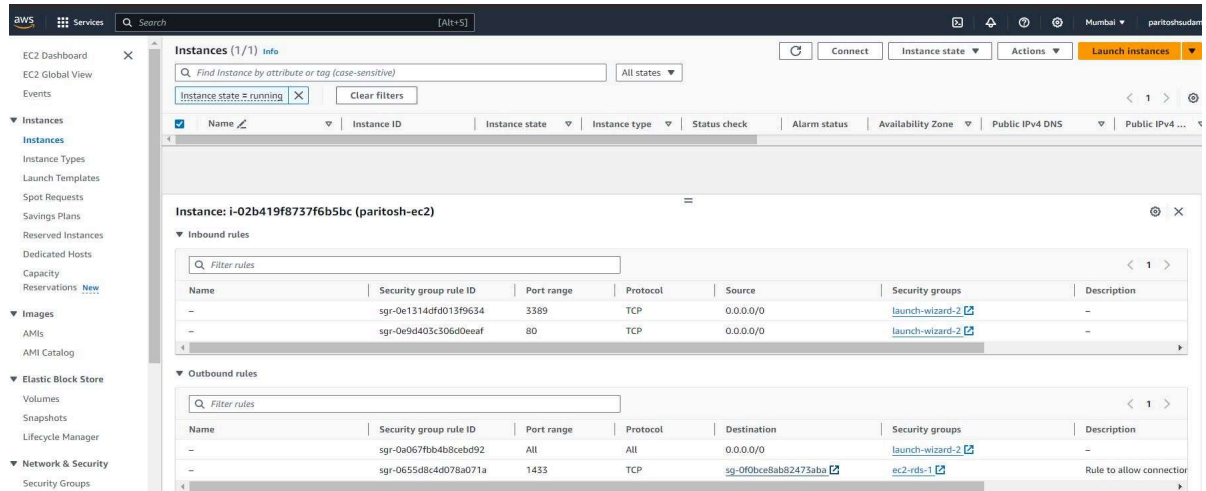 aws Services Search [Alt+S] Mumbai paritoshsudam
EC2 Dashboard
EC2 Global View
Events
Instances
Instances
Instance Types
Launch Templates
Spot Requests
Savings Plans
Reserved Instances
Dedicated Hosts
Capacity
Reservations New
Images
AMIs
AMI Catalog
Elastic Block Store
Volumes
Snapshots
Lifecycle Manager
Network & Security
Security Groups
Instances (1/1) Info Connect Instance state Actions Launch instances
Find Instance by attribute or tag (case-sensitive) All states
Instance state = running Clear filters 1
Name Instance ID Instance state Instance type Status check Alarm status Availability Zone Public IPv4 DNS Public IPv4 ...
Instance: i-02b419f8737f6b5bc (paritosh-ec2)
Inbound rules
Filter rules 1
Name Security group rule ID Port range Protocol Source Security groups Description
– sgr-0e1314dfd013f9634 3389 TCP 0.0.0.0/0 launch-wizard-2 –
– sgr-0e9d403c306d0eeaf 80 TCP 0.0.0.0/0 launch-wizard-2 –
Outbound rules
Filter rules 1
Name Security group rule ID Port range Protocol Destination Security groups Description
– sgr-0a067fbb4b8cebd92 All All 0.0.0.0/0 launch-wizard-2 –
– sgr-0655d8c4d078a071a 1433 TCP sg-0f0bce8ab82473aba ec2-rds-1 Rule to allow connection